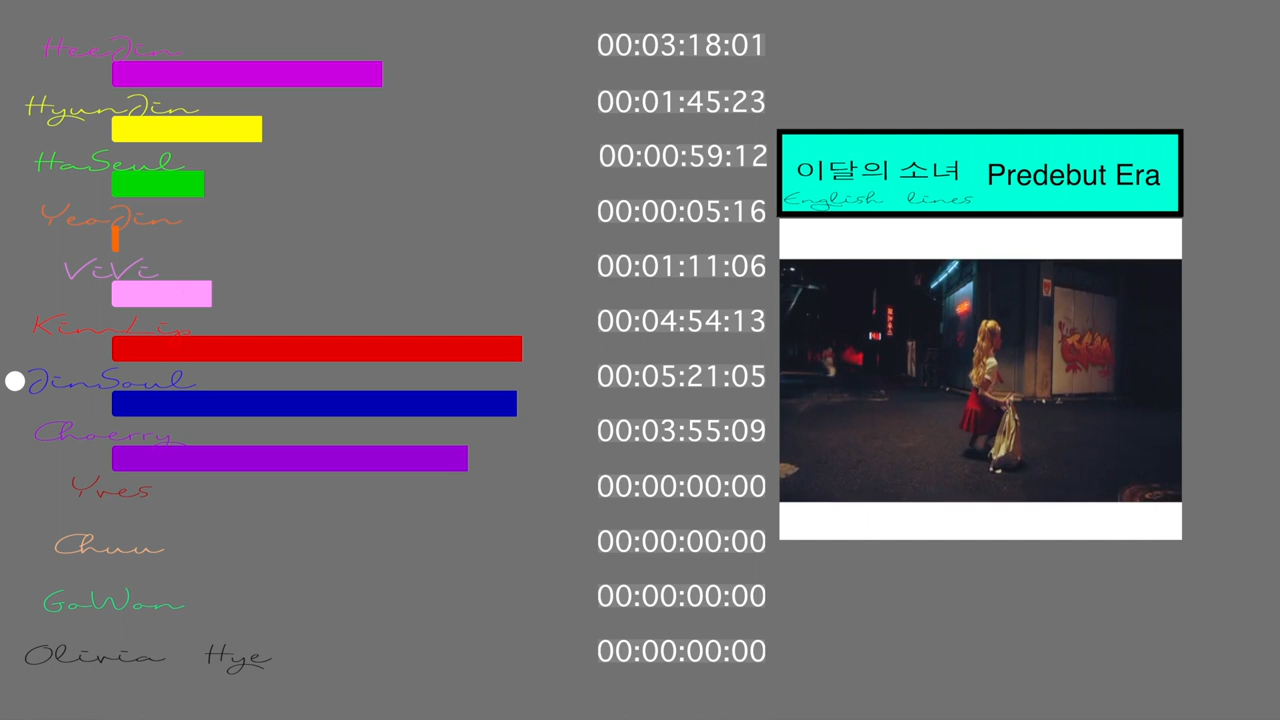 HeeJin 00:03:18:01
HyunJin 00:01:45:23
HaSeul 00:00:59:12
YeoJin 00:00:05:16
ViVi 00:01:11:06
Kim Lip 00:04:54:13
JinSoul 00:05:21:05
Choerry 00:03:55:09
Yves 00:00:00:00
Chuu 00:00:00:00
GoWon 00:00:00:00
Olivia Hye 00:00:00:00
이달의 소녀 Predebut Era
English lines